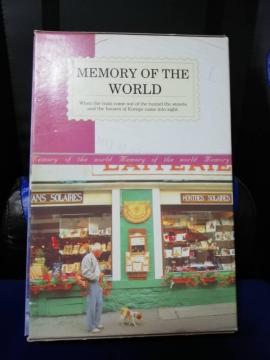 MEMORY OF THE
WORLD
When the train come out of the tunnel the streets
and the houses of Europe came into sight.
Memory of the world Memory of the world Memory
LAITERIE
ANS SOLAIRES
MONTRES SOLAIRES